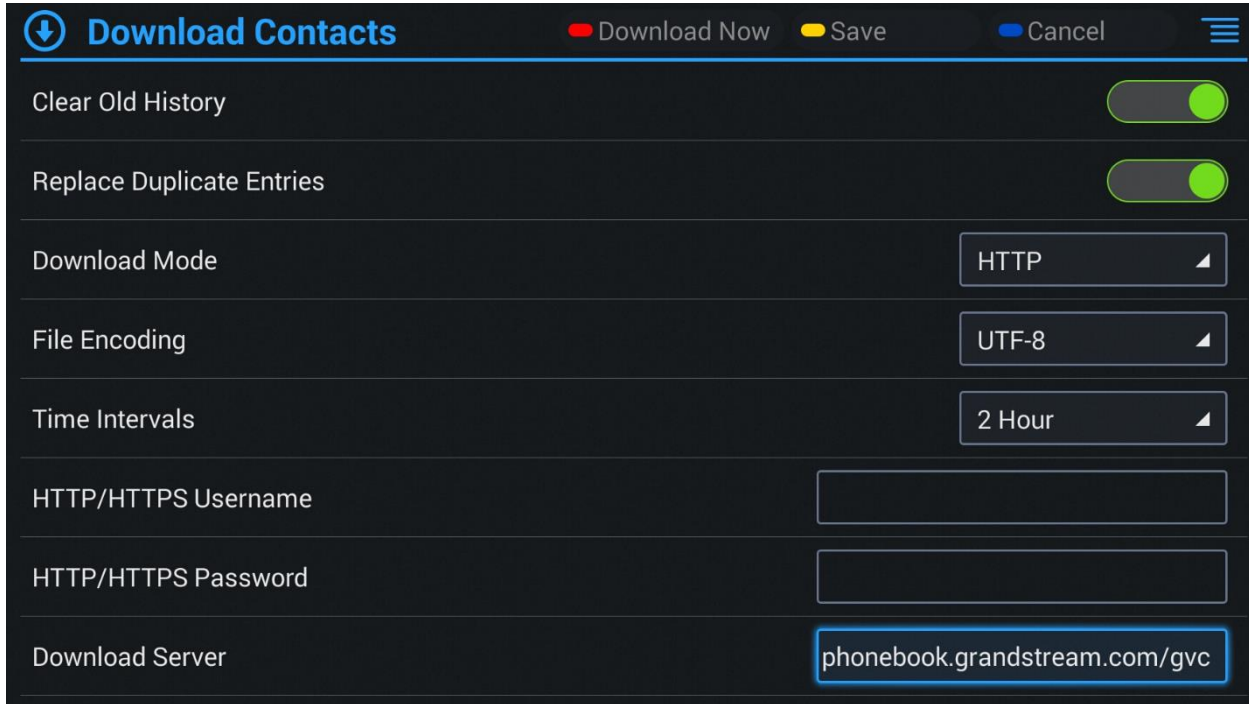 Download Contacts Download Now Save Cancel
Clear Old History
Replace Duplicate Entries
Download Mode HTTP
File Encoding UTF-8
Time Intervals 2 Hour
HTTP/HTTPS Username
HTTP/HTTPS Password
Download Server phonebook.grandstream.com/gvc